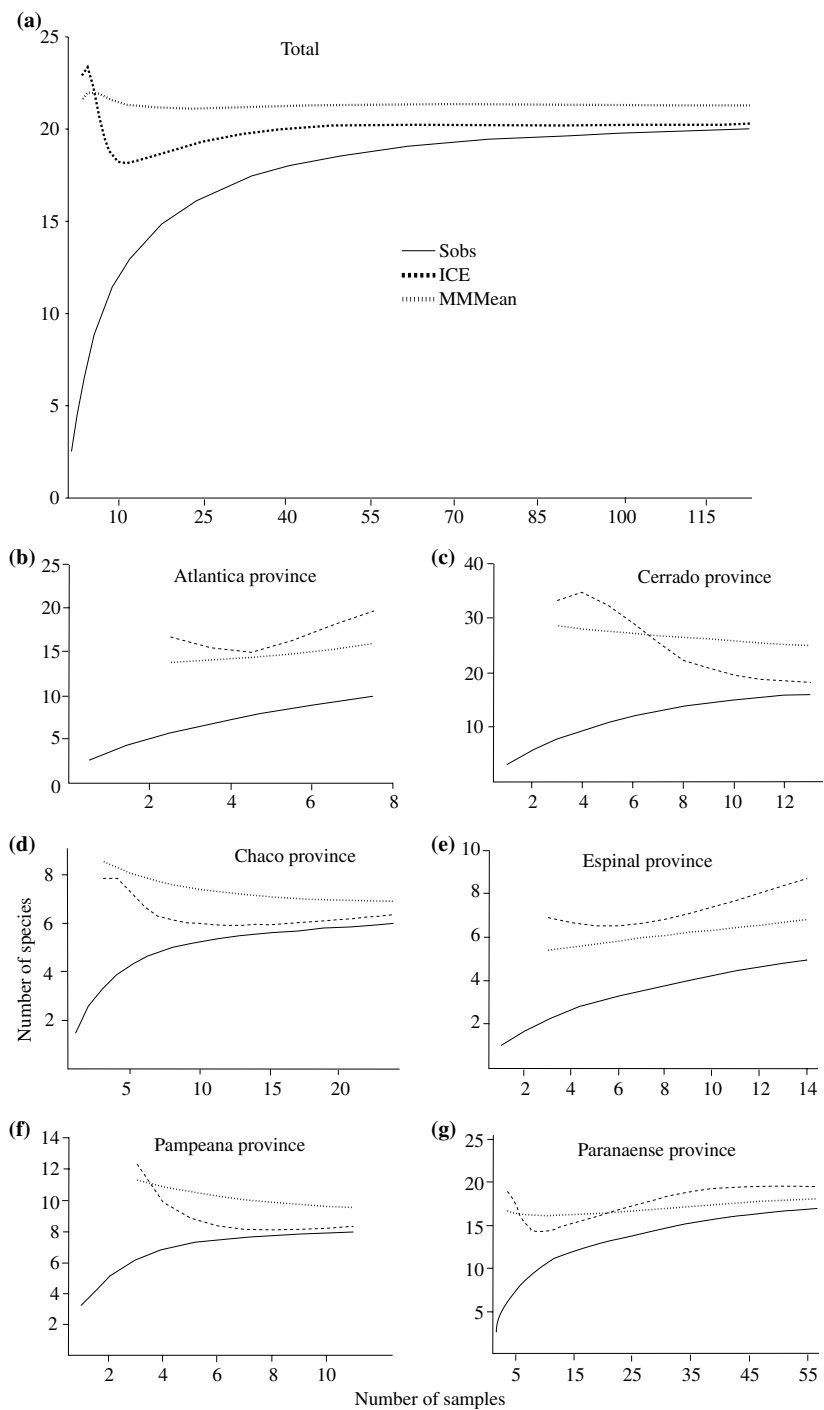 (a)
Total
25
20
15
10
5
0
Sobs
ICE
MMMean
10 25 40 55 70 85 100 115
(b)
Atlantica province
25
20
15
10
5
0
2 4 6 8
(c)
Cerrado province
40
30
20
10
2 4 6 8 10 12
(d)
Chaco province
8
6
4
2
5 10 15 20
(e)
Espinal province
10
8
6
4
2
2 4 6 8 10 12 14
Number of species
(f)
Pampeana province
14
12
10
8
6
4
2
2 4 6 8 10
(g)
Paranaense province
25
20
15
10
5
5 15 25 35 45 55
Number of samples